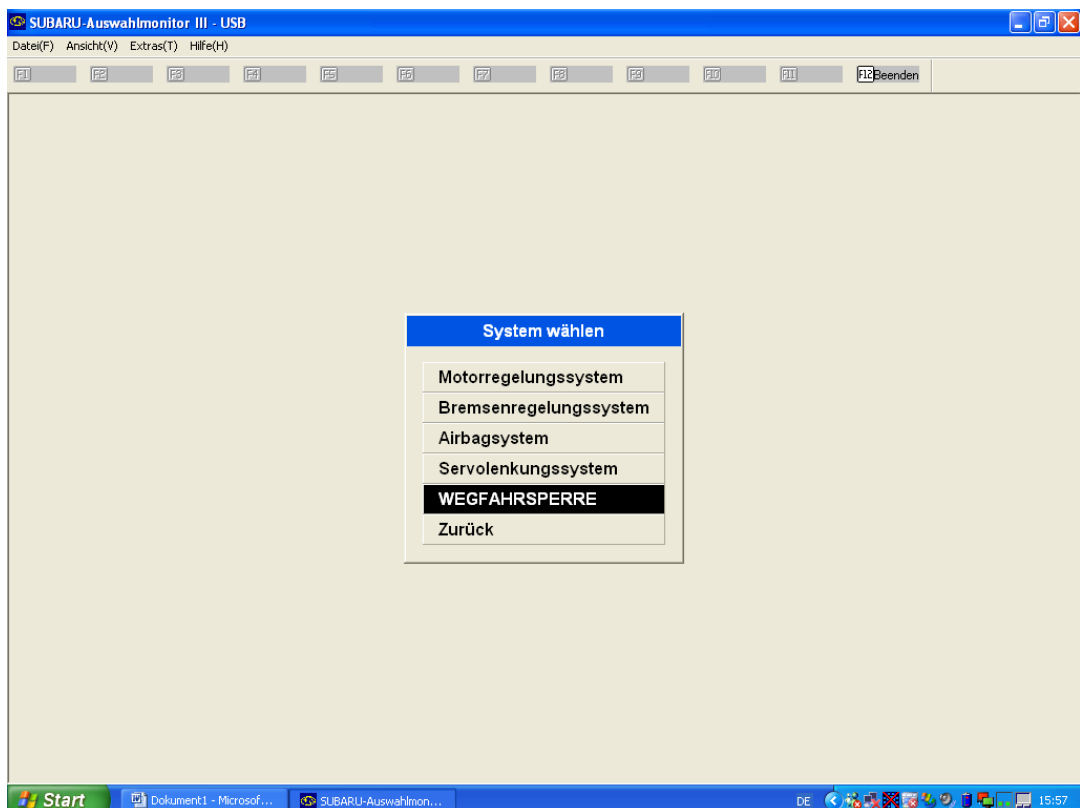 SUBARU-Auswahlmonitor III - USB
Datei(F) Ansicht(V) Extras(T) Hilfe(H)
F1 F2 F3 F4 F5 F6 F7 F8 F9 F10 F11 F12 Beenden
System wählen
Motorregelungssystem
Bremsenregelungssystem
Airbagsystem
Servolenkungssystem
WEGFAHRSPERRE
Zurück
Start Dokument1 - Microsof... SUBARU-Auswahlmon... DE 15:57